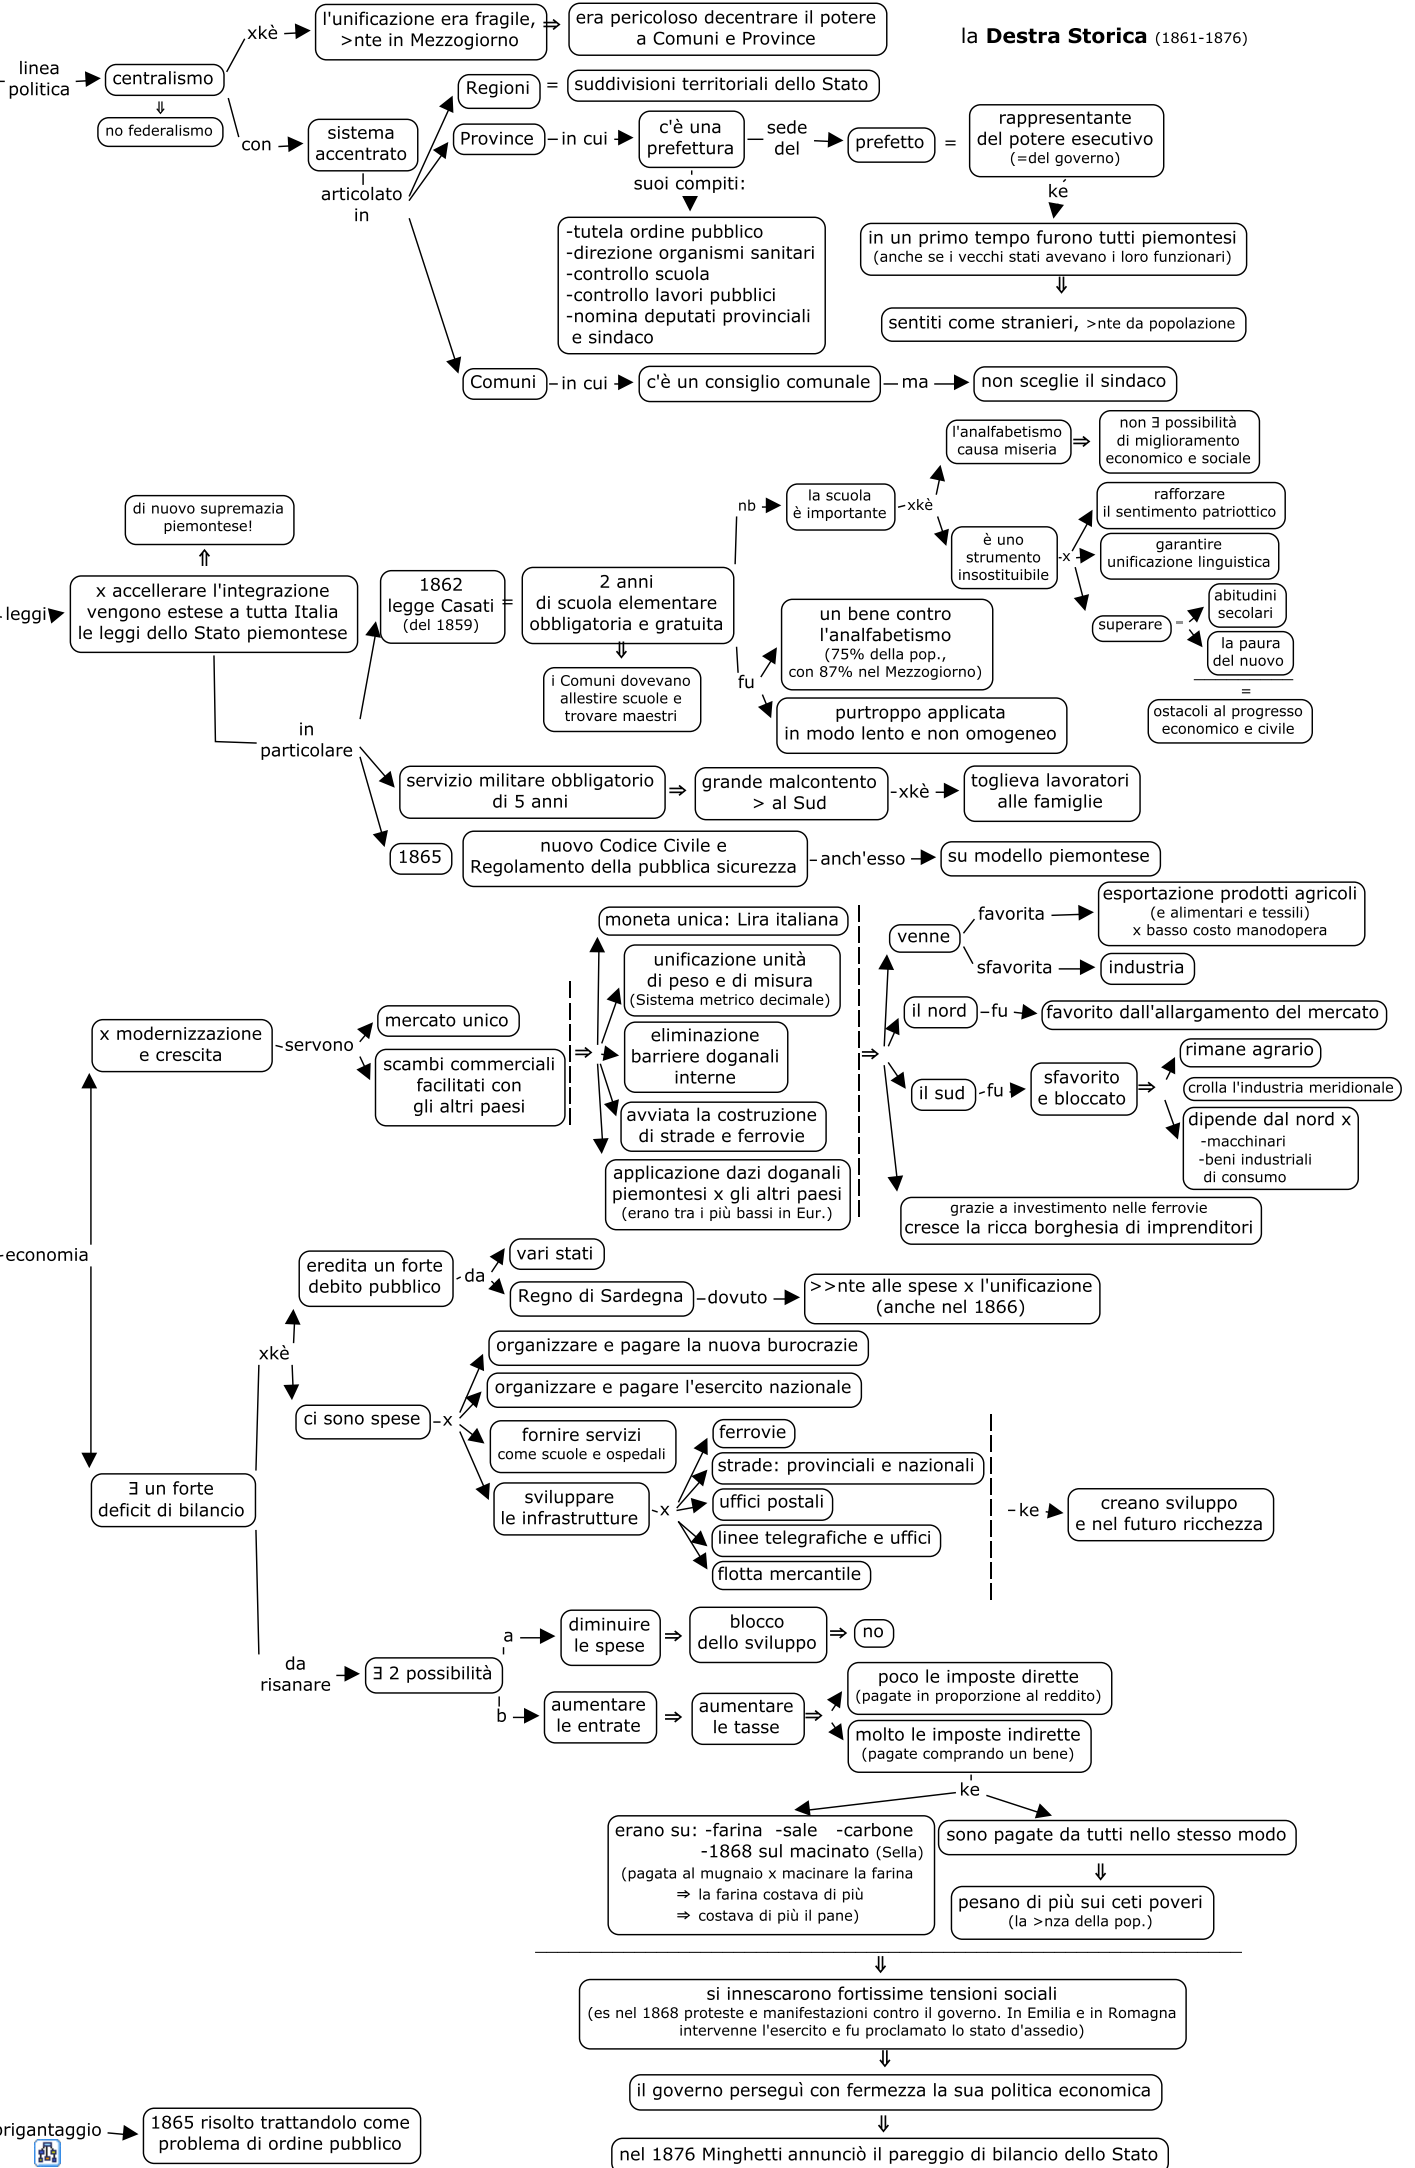 la Destra Storica (1861-1876)
linea
politica
centralismo
⇓
no federalismo
xkè
l'unificazione era fragile,
>nte in Mezzogiorno
⇒
era pericoloso decentrare il potere
a Comuni e Province
con
sistema
accentrato
articolato
in
Regioni
=
suddivisioni territoriali dello Stato
Province
in cui
c'è una
prefettura
sede
del
prefetto
=
rappresentante
del potere esecutivo
(=del governo)
suoi compiti:
-tutela ordine pubblico
-direzione organismi sanitari
-controllo scuola
-controllo lavori pubblici
-nomina deputati provinciali
e sindaco
ke
in un primo tempo furono tutti piemontesi
(anche se i vecchi stati avevano i loro funzionari)
⇓
sentiti come stranieri, >nte da popolazione
Comuni
in cui
c'è un consiglio comunale
ma
non sceglie il sindaco
leggi
x accellerare l'integrazione
vengono estese a tutta Italia
le leggi dello Stato piemontese
⇑
di nuovo supremazia
piemontese!
in
particolare
1862
legge Casati
(del 1859)
=
2 anni
di scuola elementare
obbligatoria e gratuita
⇓
i Comuni dovevano
allestire scuole e
trovare maestri
nb
la scuola
è importante
xkè
l'analfabetismo
causa miseria
⇒
non ∃ possibilità
di miglioramento
economico e sociale
è uno
strumento
insostituibile
x
rafforzare
il sentimento patriottico
garantire
unificazione linguistica
superare
=
abitudini
secolari
la paura
del nuovo
=
ostacoli al progresso
economico e civile
fu
un bene contro
l'analfabetismo
(75% della pop.,
con 87% nel Mezzogiorno)
purtroppo applicata
in modo lento e non omogeneo
servizio militare obbligatorio
di 5 anni
⇒
grande malcontento
> al Sud
xkè
toglieva lavoratori
alle famiglie
1865
nuovo Codice Civile e
Regolamento della pubblica sicurezza
anch'esso
su modello piemontese
economia
x modernizzazione
e crescita
servono
mercato unico
scambi commerciali
facilitati con
gli altri paesi
⇒
moneta unica: Lira italiana
unificazione unità
di peso e di misura
(Sistema metrico decimale)
eliminazione
barriere doganali
interne
avviata la costruzione
di strade e ferrovie
applicazione dazi doganali
piemontesi x gli altri paesi
(erano tra i più bassi in Eur.)
⇒
venne
favorita
esportazione prodotti agricoli
(e alimentari e tessili)
x basso costo manodopera
sfavorita
industria
il nord
fu
favorito dall'allargamento del mercato
il sud
fu
sfavorito
e bloccato
⇒
rimane agrario
crolla l'industria meridionale
dipende dal nord x
-macchinari
-beni industriali
di consumo
grazie a investimento nelle ferrovie
cresce la ricca borghesia di imprenditori
∃ un forte
deficit di bilancio
xkè
eredita un forte
debito pubblico
da
vari stati
Regno di Sardegna
dovuto
>>nte alle spese x l'unificazione
(anche nel 1866)
ci sono spese
x
organizzare e pagare la nuova burocrazie
organizzare e pagare l'esercito nazionale
fornire servizi
come scuole e ospedali
sviluppare
le infrastrutture
x
ferrovie
strade: provinciali e nazionali
uffici postali
linee telegrafiche e uffici
flotta mercantile
ke
creano sviluppo
e nel futuro ricchezza
da
risanare
∃ 2 possibilità
a
diminuire
le spese
⇒
blocco
dello sviluppo
⇒
no
b
aumentare
le entrate
⇒
aumentare
le tasse
⇒
poco le imposte dirette
(pagate in proporzione al reddito)
molto le imposte indirette
(pagate comprando un bene)
ke
erano su: -farina -sale -carbone
-1868 sul macinato (Sella)
(pagata al mugnaio x macinare la farina
⇒ la farina costava di più
⇒ costava di più il pane)
sono pagate da tutti nello stesso modo
⇓
pesano di più sui ceti poveri
(la >nza della pop.)
⇓
si innescarono fortissime tensioni sociali
(es nel 1868 proteste e manifestazioni contro il governo. In Emilia e in Romagna
intervenne l'esercito e fu proclamato lo stato d'assedio)
⇓
il governo perseguì con fermezza la sua politica economica
⇓
nel 1876 Minghetti annunciò il pareggio di bilancio dello Stato
brigantaggio
1865 risolto trattandolo come
problema di ordine pubblico